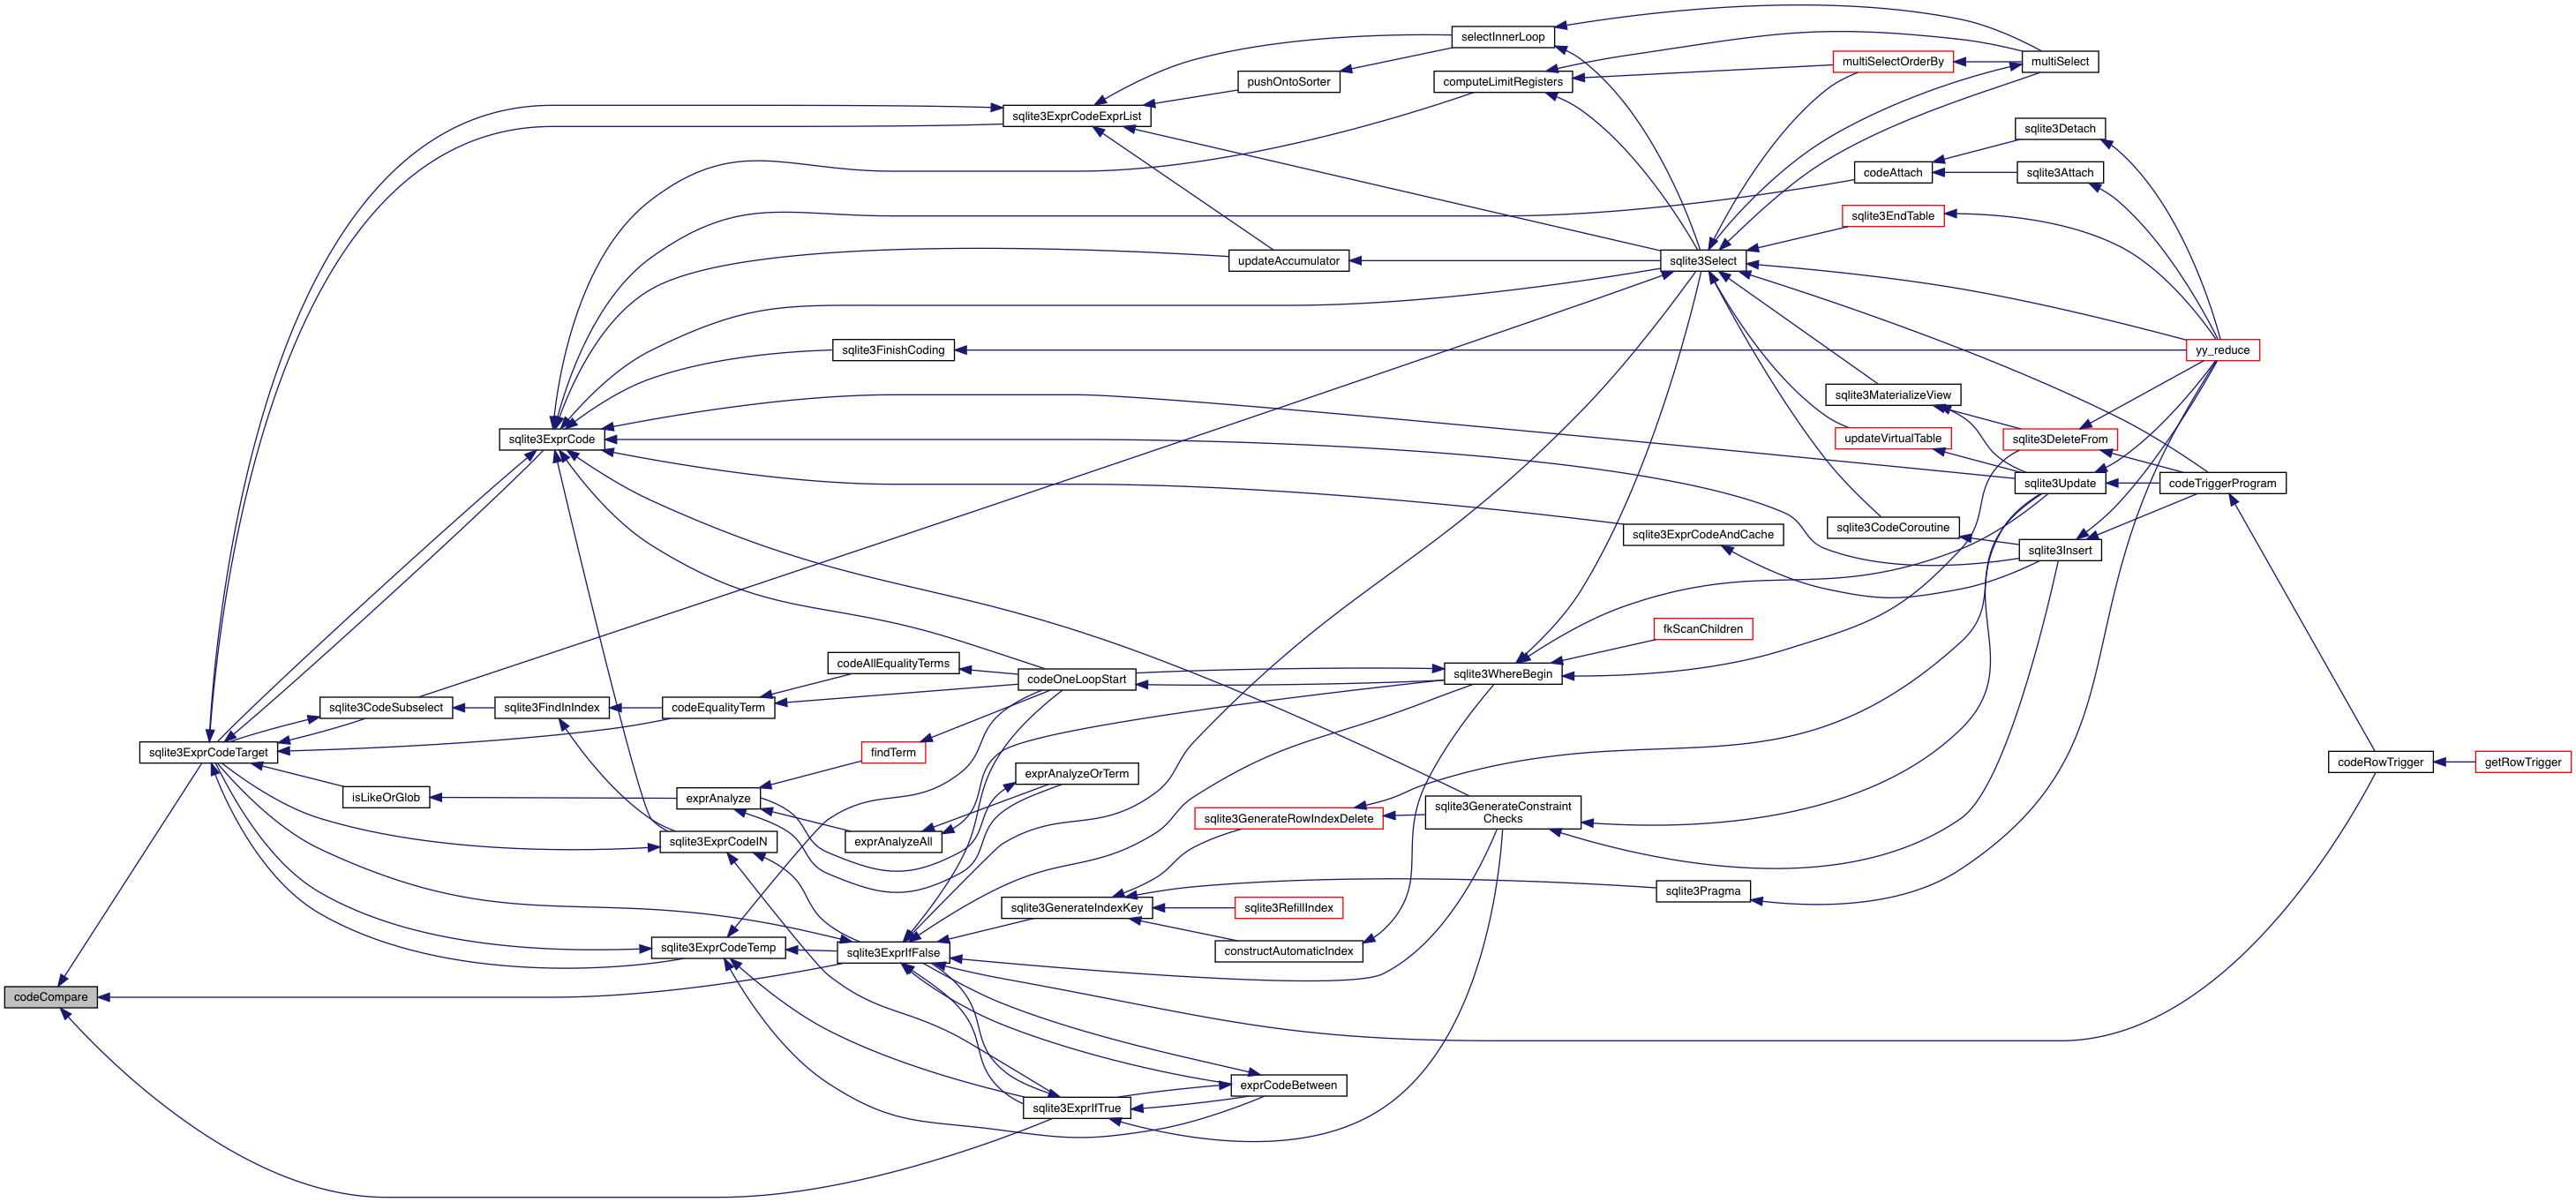 selectInnerLoop
multiSelectOrderBy
multiSelect
pushOntoSorter
computeLimitRegisters
sqlite3ExprCodeExprList
sqlite3Detach
codeAttach
sqlite3Attach
sqlite3EndTable
updateAccumulator
sqlite3Select
sqlite3FinishCoding
yy_reduce
sqlite3MaterializeView
sqlite3ExprCode
updateVirtualTable
sqlite3DeleteFrom
sqlite3Update
codeTriggerProgram
sqlite3ExprCodeAndCache
sqlite3CodeCoroutine
sqlite3Insert
fkScanChildren
codeAllEqualityTerms
codeOneLoopStart
sqlite3WhereBegin
sqlite3CodeSubselect
sqlite3FindInIndex
codeEqualityTerm
sqlite3ExprCodeTarget
findTerm
codeRowTrigger
getRowTrigger
exprAnalyzeOrTerm
isLikeOrGlob
exprAnalyze
sqlite3GenerateRowIndexDelete
sqlite3GenerateConstraint
Checks
sqlite3ExprCodeIN
exprAnalyzeAll
sqlite3Pragma
sqlite3GenerateIndexKey
sqlite3RefillIndex
sqlite3ExprCodeTemp
sqlite3ExprIfFalse
constructAutomaticIndex
codeCompare
exprCodeBetween
sqlite3ExprIfTrue